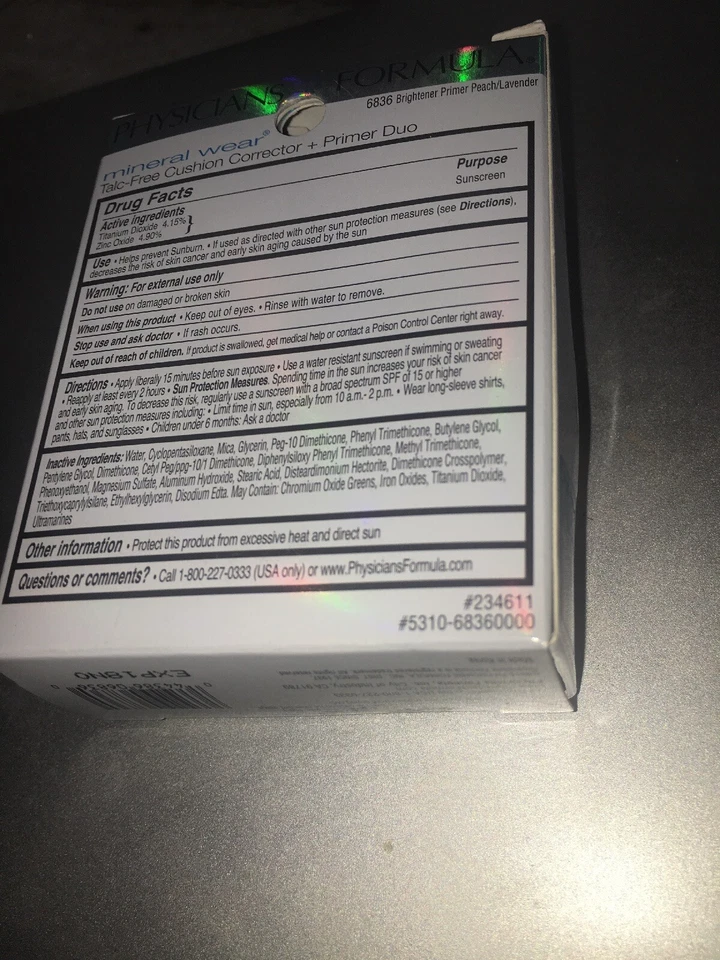 PHYSICIANS FORMULA®
6836 Brightener Primer Peach/Lavender
mineral wear®
Talc-Free Cushion Corrector + Primer Duo
Drug Facts
Active Ingredients Purpose
Titanium Dioxide 4.15% } Sunscreen
Zinc Oxide 4.90%
Use • Helps prevent Sunburn. • If used as directed with other sun protection measures (see Directions),
decreases the risk of skin cancer and early skin aging caused by the sun
Warning: For external use only
Do not use on damaged or broken skin
When using this product • Keep out of eyes. • Rinse with water to remove.
Stop use and ask doctor • If rash occurs.
Keep out of reach of children. If product is swallowed, get medical help or contact a Poison Control Center right away.
Directions • Apply liberally 15 minutes before sun exposure • Use a water resistant sunscreen if swimming or sweating
• Reapply at least every 2 hours • Sun Protection Measures. Spending time in the sun increases your risk of skin cancer
and early skin aging. To decrease this risk, regularly use a sunscreen with a broad spectrum SPF of 15 or higher
and other sun protection measures including: • Limit time in sun, especially from 10 a.m.- 2 p.m. • Wear long-sleeve shirts,
pants, hats, and sunglasses • Children under 6 months: Ask a doctor
Inactive Ingredients: Water, Cyclopentasiloxane, Mica, Glycerin, Peg-10 Dimethicone, Phenyl Trimethicone, Butylene Glycol,
Pentylene Glycol, Dimethicone, Cetyl Peg/ppg-10/1 Dimethicone, Diphenylsiloxy Phenyl Trimethicone, Methyl Trimethicone,
Phenoxyethanol, Magnesium Sulfate, Aluminum Hydroxide, Stearic Acid, Disteardimonium Hectorite, Dimethicone Crosspolymer,
Triethoxycaprylylsilane, Ethylhexylglycerin, Disodium Edta. May Contain: Chromium Oxide Greens, Iron Oxides, Titanium Dioxide,
Ultramarines
Other information • Protect this product from excessive heat and direct sun
Questions or comments? • Call 1-800-227-0333 (USA only) or www.PhysiciansFormula.com
#234611
#5310-68360000
EXP18NO